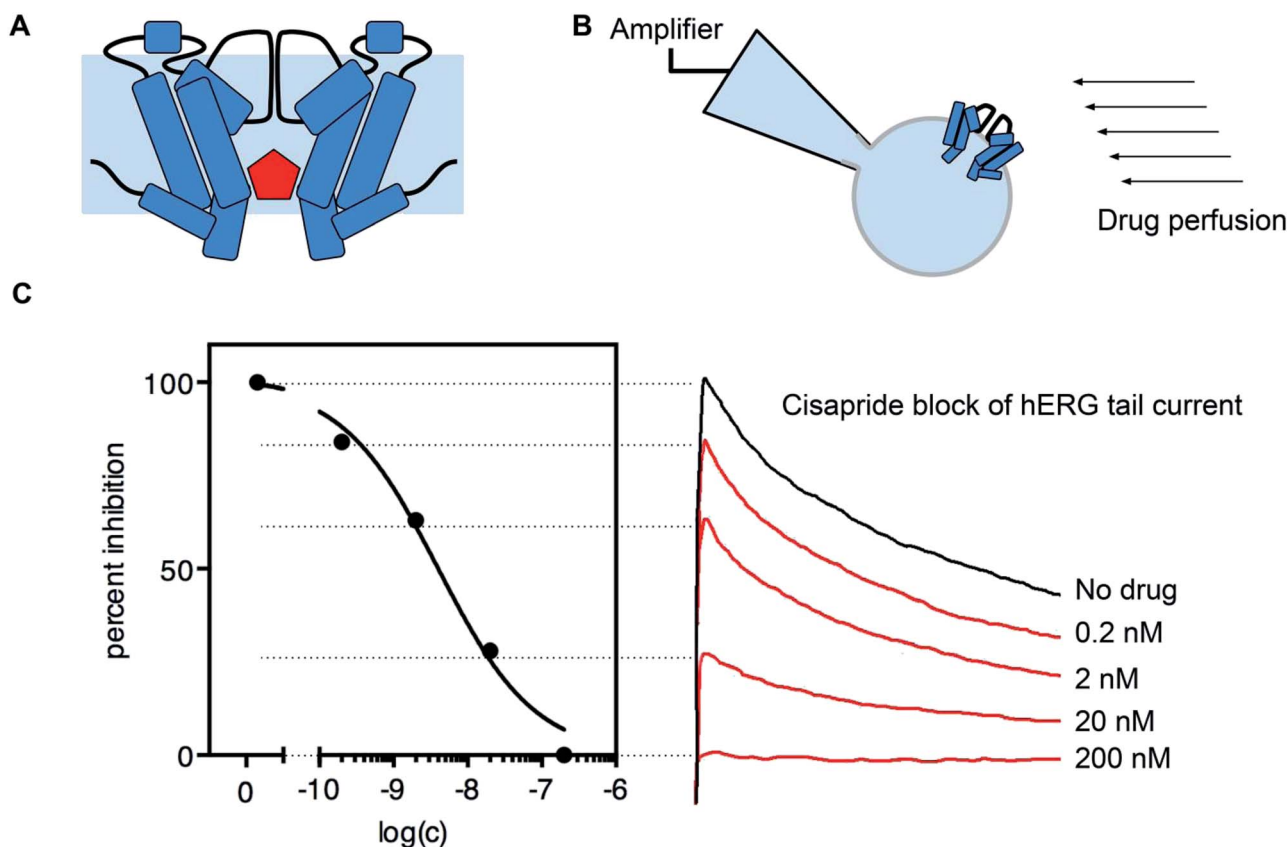 A
B
Amplifier
Drug perfusion
C
Cisapride block of hERG tail current
percent inhibition
100
50
0
0 -10 -9 -8 -7 -6
log(c)
No drug
0.2 nM
2 nM
20 nM
200 nM